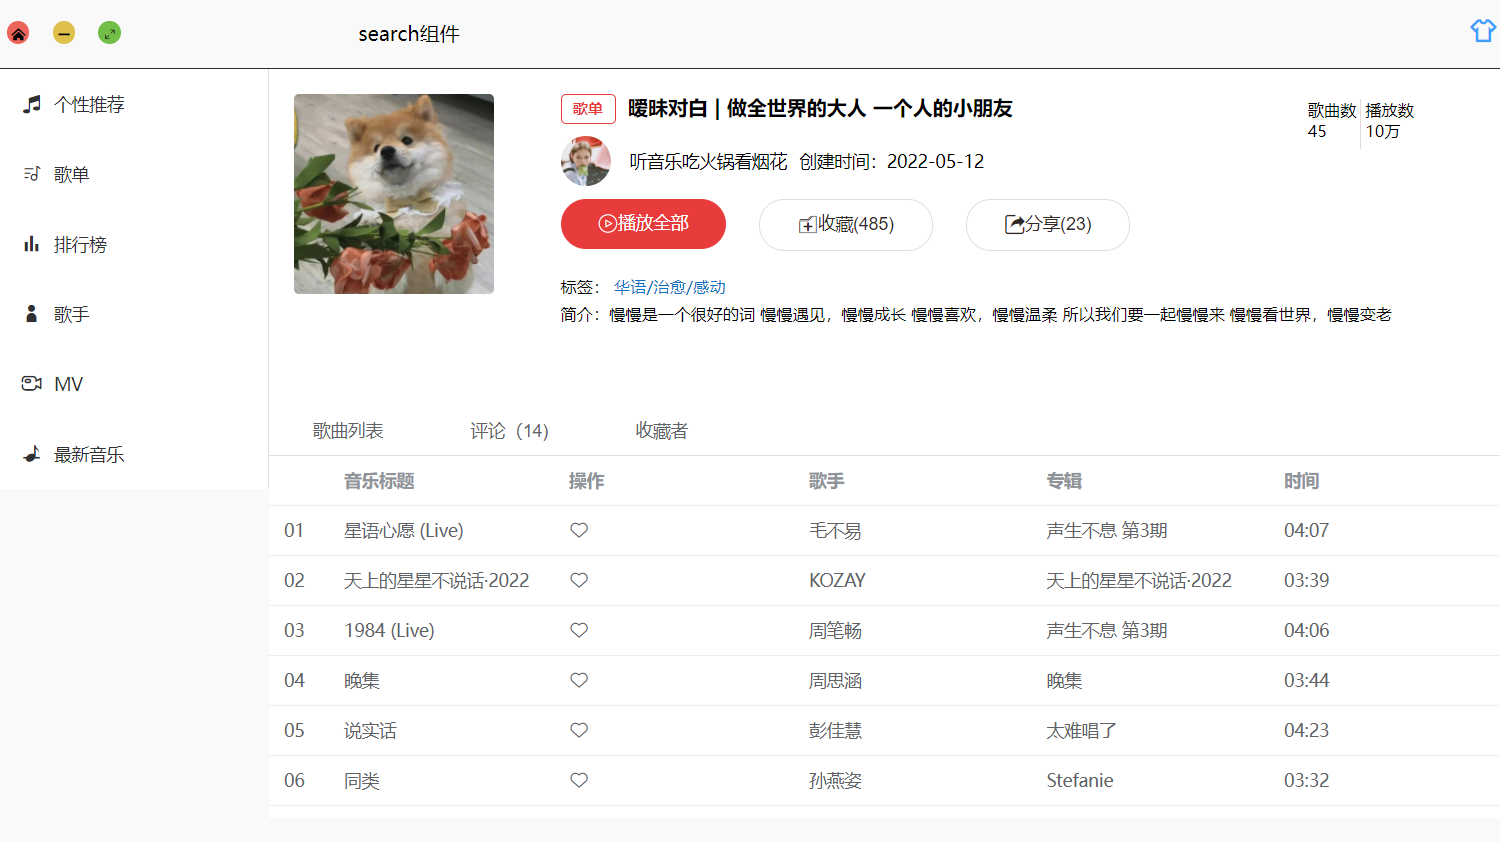 search组件
个性推荐
歌单
排行榜
歌手
MV
最新音乐
歌单 暧昧对白 | 做全世界的大人 一个人的小朋友
歌曲数 播放数
45 10万
听音乐吃火锅看烟花 创建时间：2022-05-12
播放全部 收藏(485) 分享(23)
标签： 华语/治愈/感动
简介：慢慢是一个很好的词 慢慢遇见，慢慢成长 慢慢喜欢，慢慢温柔 所以我们要一起慢慢来 慢慢看世界，慢慢变老
歌曲列表 评论（14） 收藏者
音乐标题 操作 歌手 专辑 时间
01 星语心愿 (Live) 毛不易 声生不息 第3期 04:07
02 天上的星星不说话·2022 KOZAY 天上的星星不说话·2022 03:39
03 1984 (Live) 周笔畅 声生不息 第3期 04:06
04 晚集 周思涵 晚集 03:44
05 说实话 彭佳慧 太难唱了 04:23
06 同类 孙燕姿 Stefanie 03:32